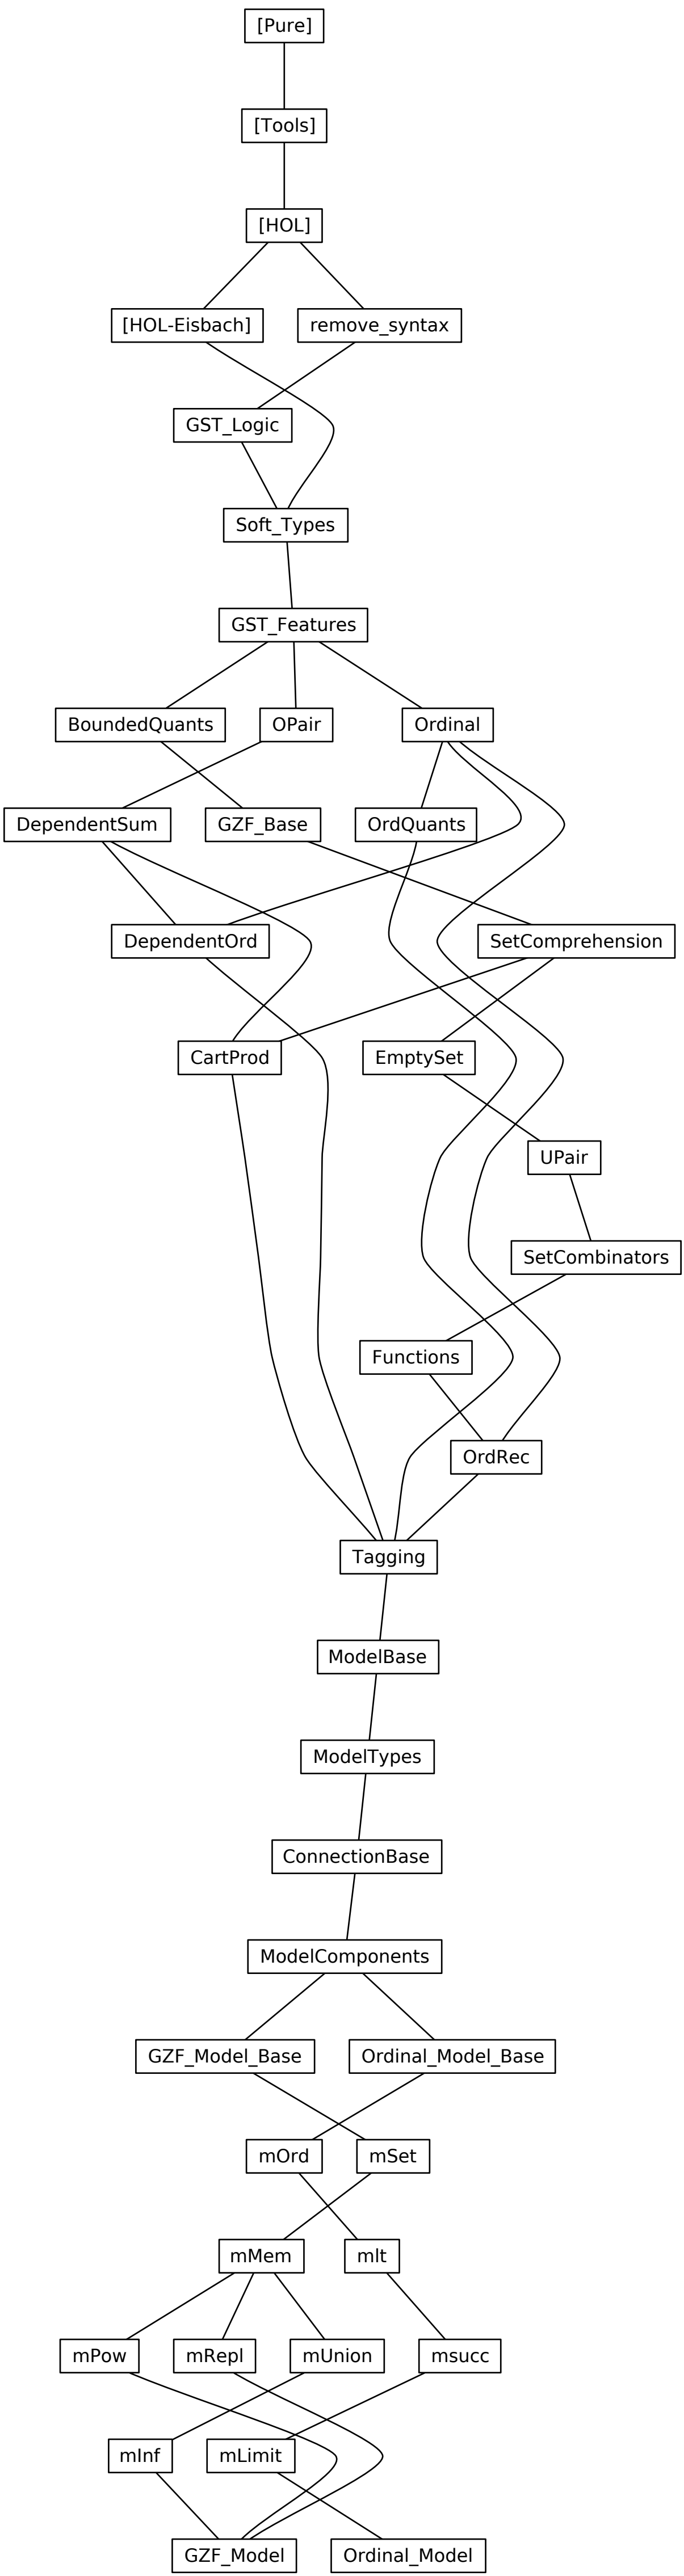 [Pure]
[Tools]
[HOL]
[HOL-Eisbach]
remove_syntax
GST_Logic
Soft_Types
GST_Features
BoundedQuants
OPair
Ordinal
DependentSum
GZF_Base
OrdQuants
DependentOrd
SetComprehension
CartProd
EmptySet
UPair
SetCombinators
Functions
OrdRec
Tagging
ModelBase
ModelTypes
ConnectionBase
ModelComponents
GZF_Model_Base
Ordinal_Model_Base
mOrd
mSet
mMem
mlt
mPow
mRepl
mUnion
msucc
mInf
mLimit
GZF_Model
Ordinal_Model